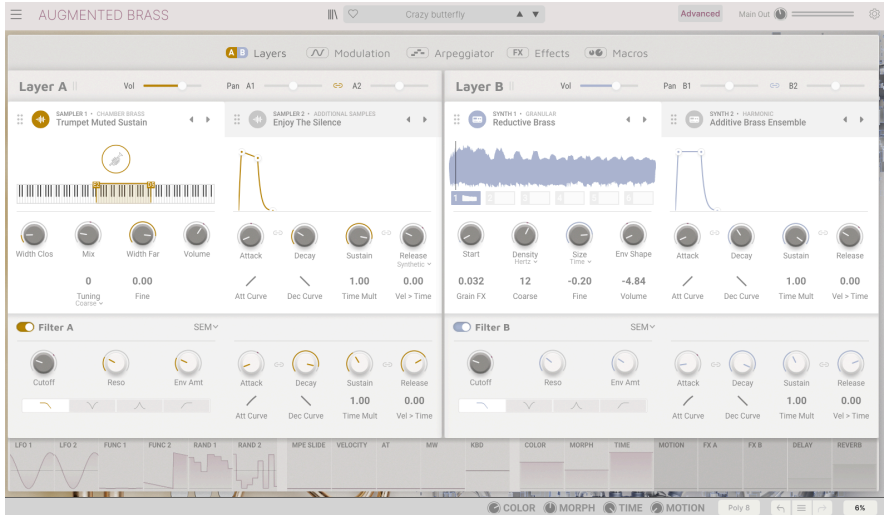 AUGMENTED BRASS
Crazy butterfly
Advanced
Main Out
A B Layers
Modulation
Arpeggiator
FX Effects
Macros
Layer A
Vol
Pan A1
A2
Layer B
Vol
Pan B1
B2
SAMPLER 1 • CHAMBER BRASS
Trumpet Muted Sustain
SAMPLER 2 • ADDITIONAL SAMPLES
Enjoy The Silence
SYNTH 1 • GRANULAR
Reductive Brass
SYNTH 2 • HARMONIC
Additive Brass Ensemble
1 2 3 4 5 6
Width Clos Mix Width Far Volume
Attack Decay Sustain Release
Synthetic
Start Density Size Env Shape
Hertz Time
Attack Decay Sustain Release
0 0.00
Tuning Fine
Coarse
1.00 0.00
Att Curve Dec Curve Time Mult Vel > Time
0.032 12 -0.20 -4.84
Grain FX Coarse Fine Volume
1.00 0.00
Att Curve Dec Curve Time Mult Vel > Time
Filter A SEM
Filter B SEM
Cutoff Reso Env Amt
Attack Decay Sustain Release
Cutoff Reso Env Amt
Attack Decay Sustain Release
1.00 0.00
Att Curve Dec Curve Time Mult Vel > Time
1.00 0.00
Att Curve Dec Curve Time Mult Vel > Time
LFO 1 LFO 2 FUNC 1 FUNC 2 RAND 1 RAND 2 MPE SLIDE VELOCITY AT MW KBD COLOR MORPH TIME MOTION FX A FX B DELAY REVERB
COLOR MORPH TIME MOTION Poly 8 6%